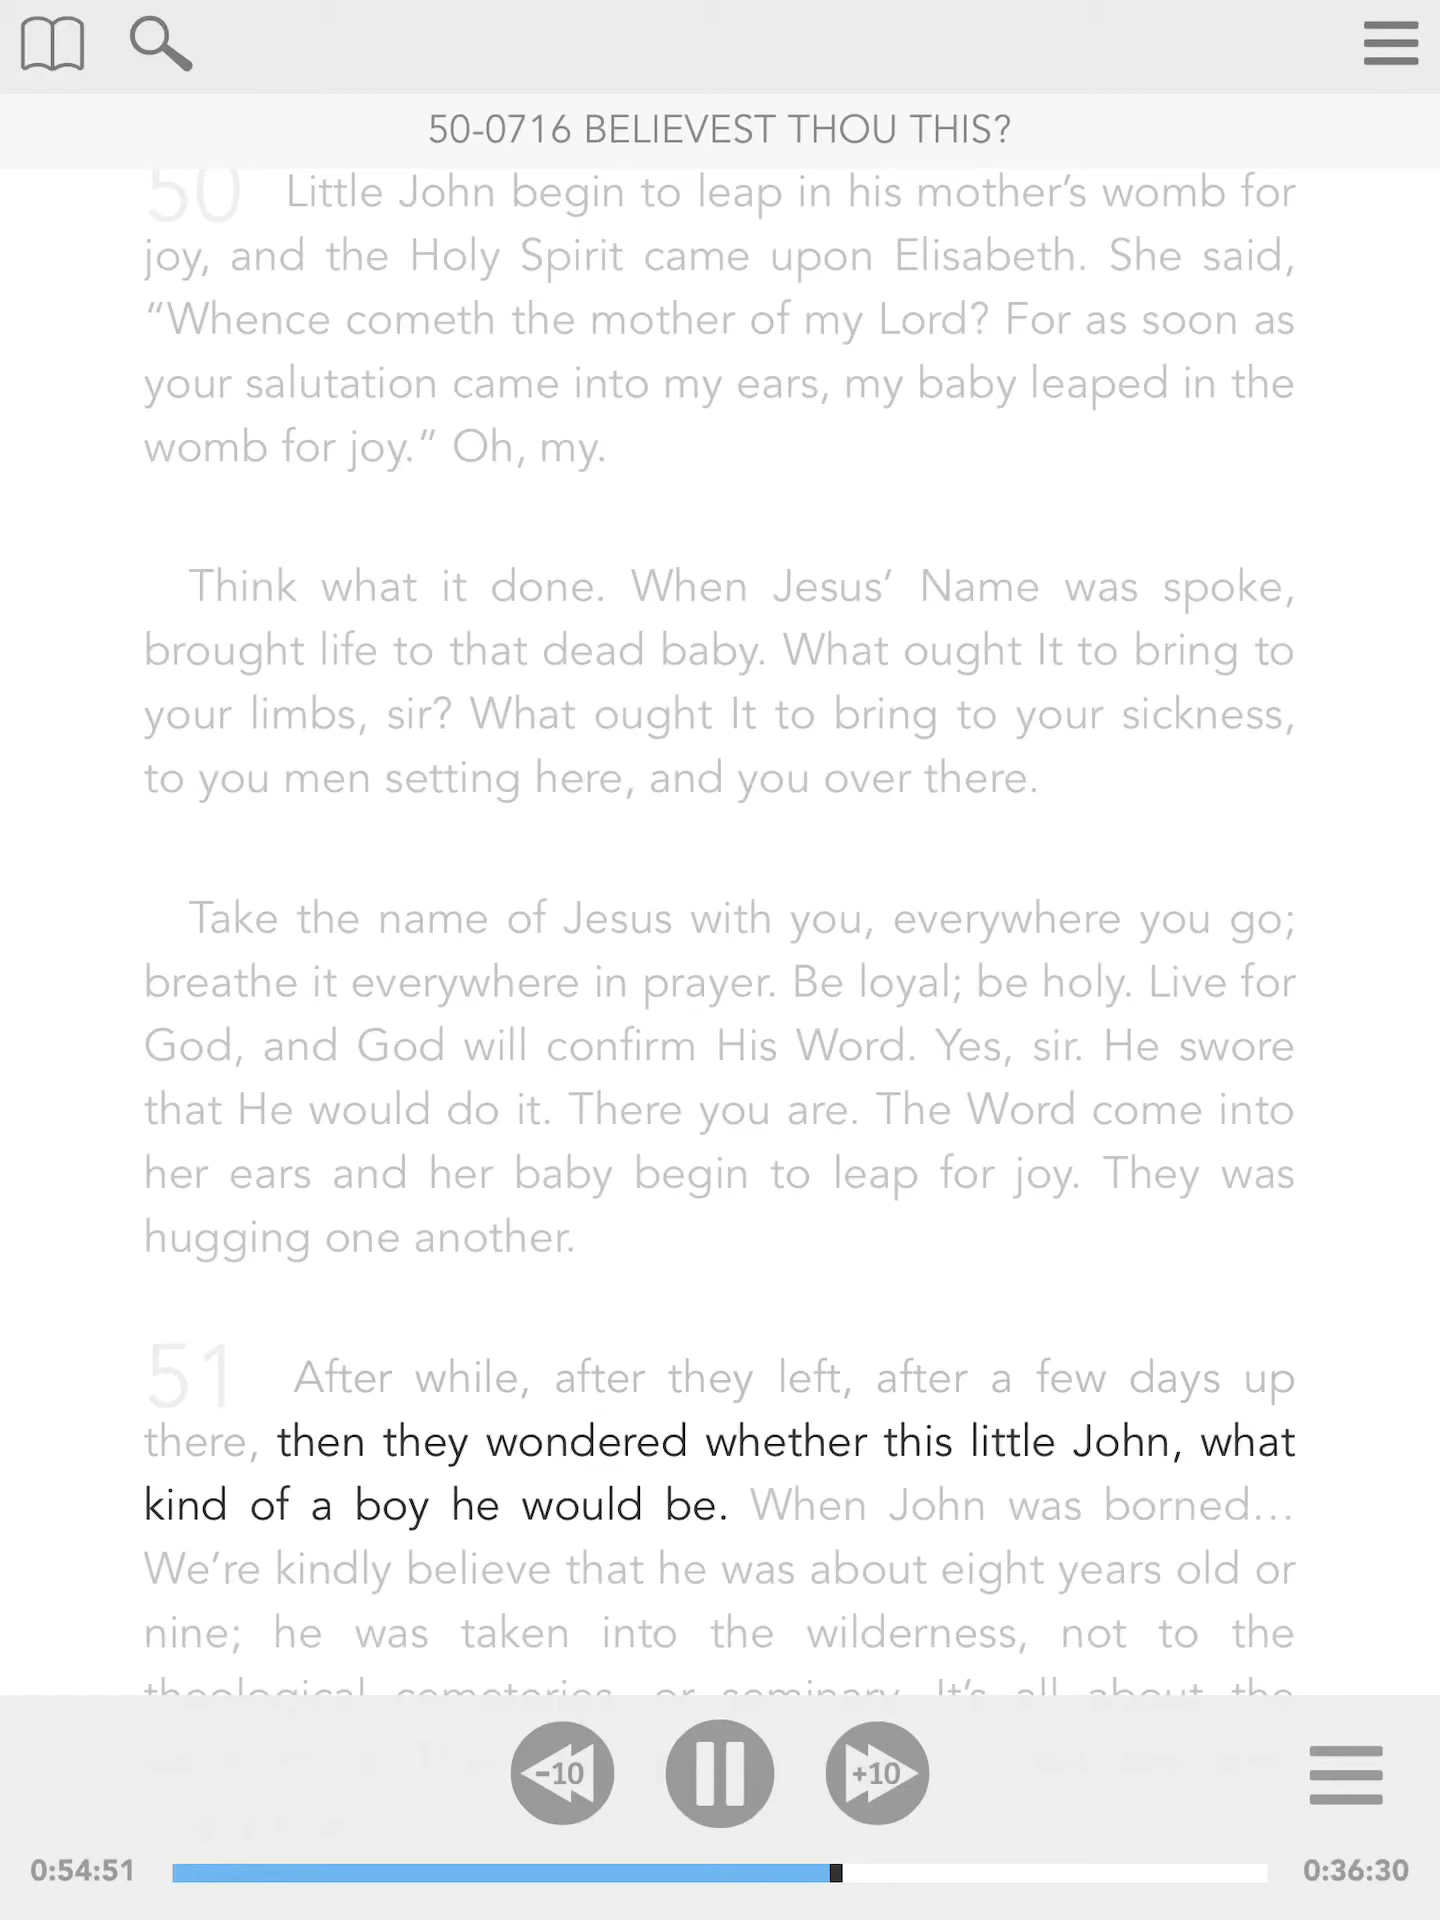 50-0716 BELIEVEST THOU THIS?
50 Little John begin to leap in his mother’s womb for
joy, and the Holy Spirit came upon Elisabeth. She said,
“Whence cometh the mother of my Lord? For as soon as
your salutation came into my ears, my baby leaped in the
womb for joy.” Oh, my.
Think what it done. When Jesus’ Name was spoke,
brought life to that dead baby. What ought It to bring to
your limbs, sir? What ought It to bring to your sickness,
to you men setting here, and you over there.
Take the name of Jesus with you, everywhere you go;
breathe it everywhere in prayer. Be loyal; be holy. Live for
God, and God will confirm His Word. Yes, sir. He swore
that He would do it. There you are. The Word come into
her ears and her baby begin to leap for joy. They was
hugging one another.
51 After while, after they left, after a few days up
there, then they wondered whether this little John, what
kind of a boy he would be. When John was borned…
We’re kindly believe that he was about eight years old or
nine; he was taken into the wilderness, not to the
theological cemeteries, or seminary. It’s all about the
-10 +10
0:54:51 0:36:30